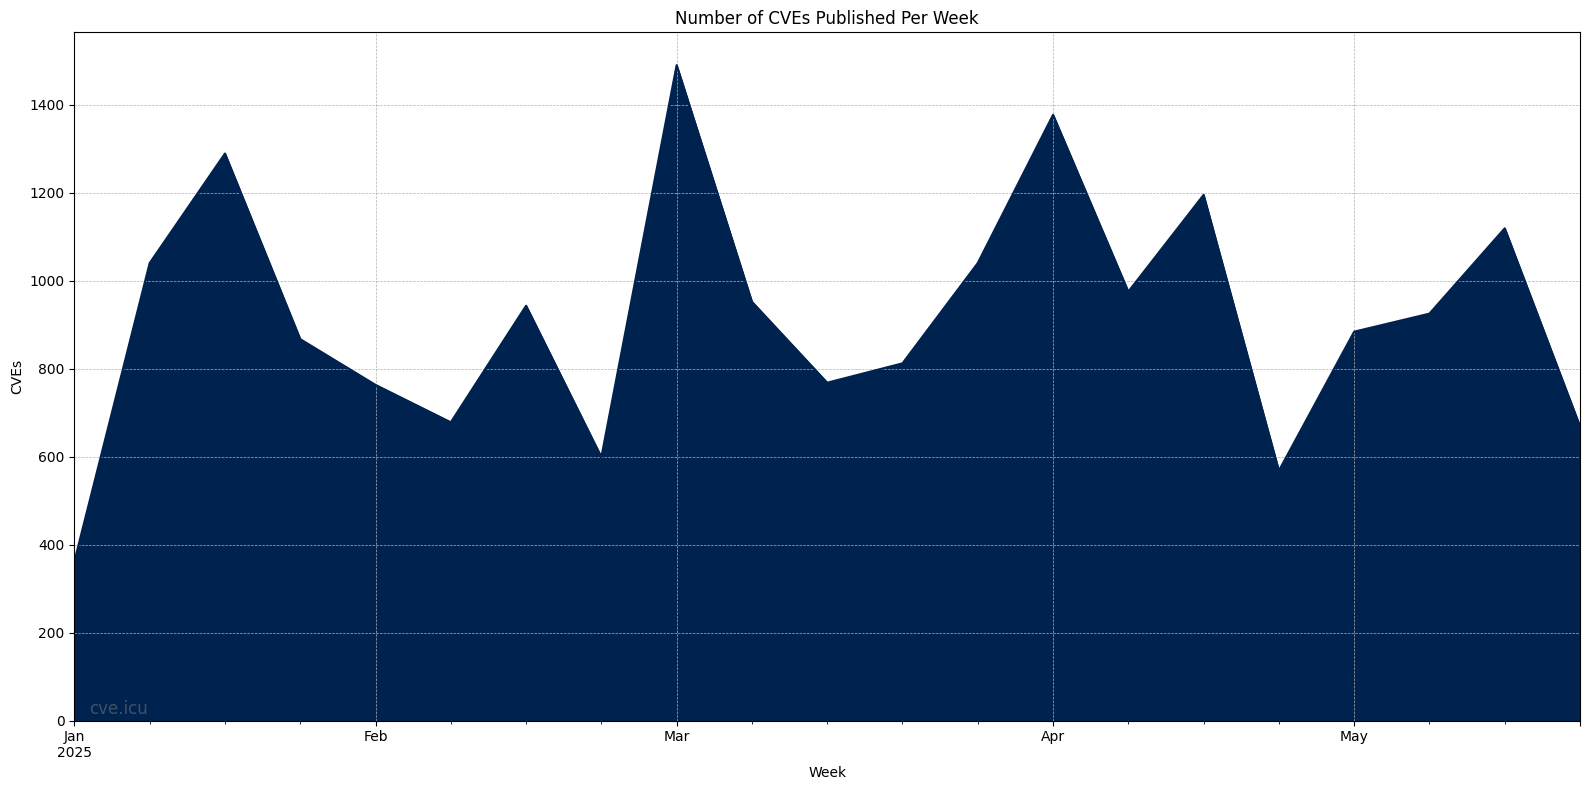 Number of CVEs Published Per Week
1400
1200
1000
800
600
400
200
0
CVEs
cve.icu
Jan Feb Mar Apr May
2025
Week